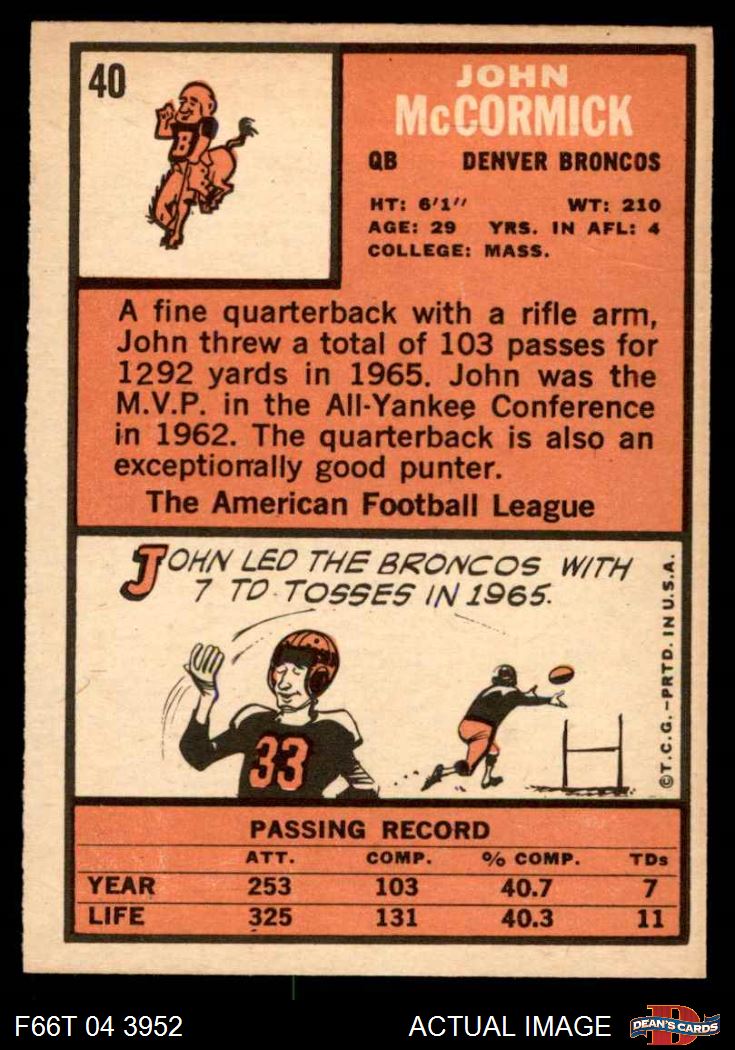 40
B
JOHN
McCORMICK
QB DENVER BRONCOS
HT: 6'1" WT: 210
AGE: 29 YRS. IN AFL: 4
COLLEGE: MASS.
A fine quarterback with a rifle arm,
John threw a total of 103 passes for
1292 yards in 1965. John was the
M.V.P. in the All-Yankee Conference
in 1962. The quarterback is also an
exceptionally good punter.
The American Football League
JOHN LED THE BRONCOS WITH
7 TD TOSSES IN 1965.
33
©T.C.G.—PRTD. IN U.S.A.
PASSING RECORD
ATT. COMP. % COMP. TDs
YEAR 253 103 40.7 7
LIFE 325 131 40.3 11
F66T 04 3952 ACTUAL IMAGE
D
DEAN'S CARDS